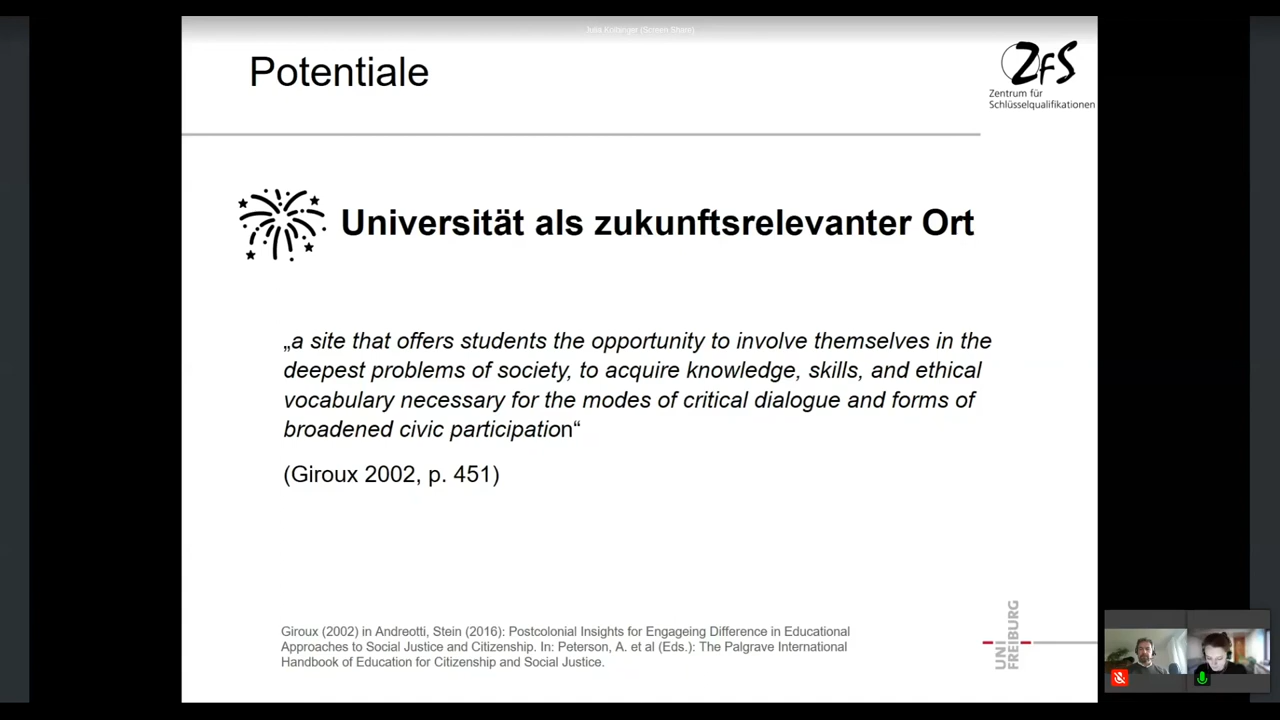 (Screen Share)
Potentiale
ZfS
Zentrum für
Schlüsselqualifikationen
Universität als zukunftsrelevanter Ort
„a site that offers students the opportunity to involve themselves in the
deepest problems of society, to acquire knowledge, skills, and ethical
vocabulary necessary for the modes of critical dialogue and forms of
broadened civic participation“
(Giroux 2002, p. 451)
Giroux (2002) in Andreotti, Stein (2016): Postcolonial Insights for Engageing Difference in Educational
Approaches to Social Justice and Citizenship. In: Peterson, A. et al (Eds.): The Palgrave International
Handbook of Education for Citizenship and Social Justice.
UNI
FREIBURG